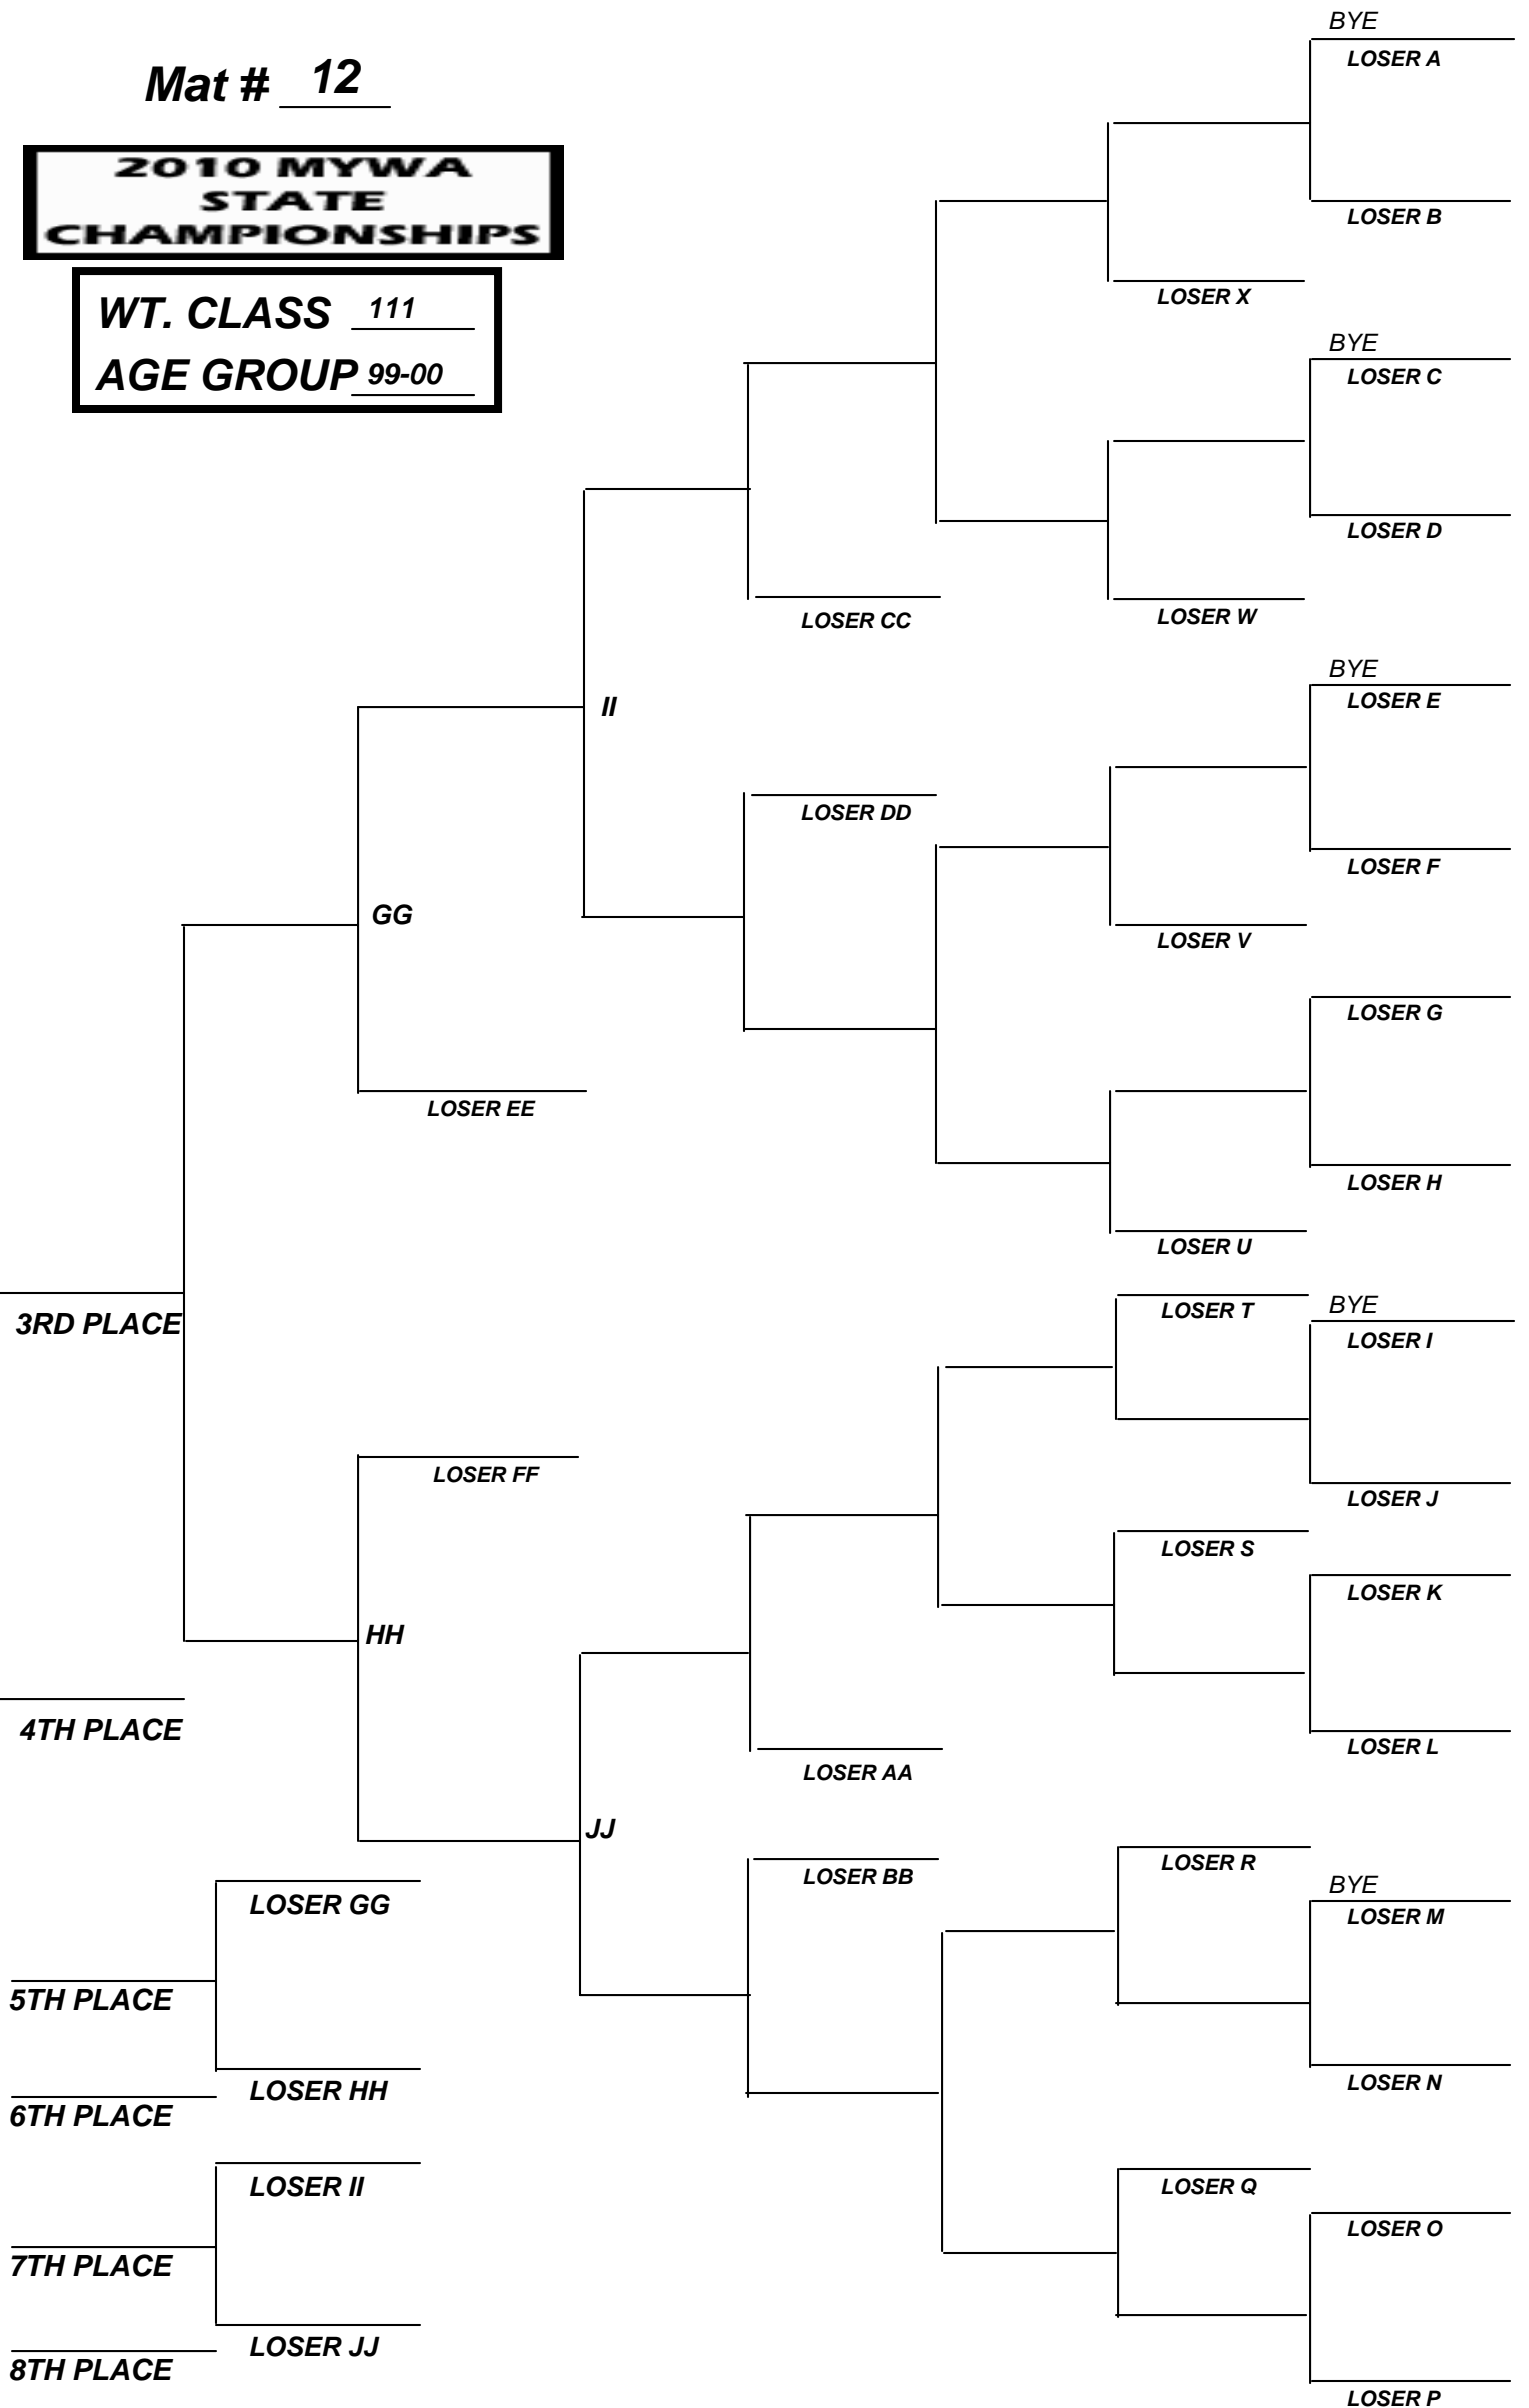 Mat # 12
2010 MYWA
STATE
CHAMPIONSHIPS
WT. CLASS 111
AGE GROUP 99-00
BYE
LOSER A
LOSER B
LOSER X
BYE
LOSER C
LOSER D
LOSER CC
LOSER W
BYE
LOSER E
II
LOSER DD
LOSER F
GG
LOSER V
LOSER G
LOSER EE
LOSER H
LOSER U
LOSER T
BYE
3RD PLACE
LOSER I
LOSER FF
LOSER J
LOSER S
LOSER K
HH
4TH PLACE
LOSER L
LOSER AA
JJ
LOSER R
LOSER BB
BYE
LOSER GG
LOSER M
5TH PLACE
LOSER N
LOSER HH
6TH PLACE
LOSER II
LOSER Q
LOSER O
7TH PLACE
LOSER JJ
8TH PLACE
LOSER P